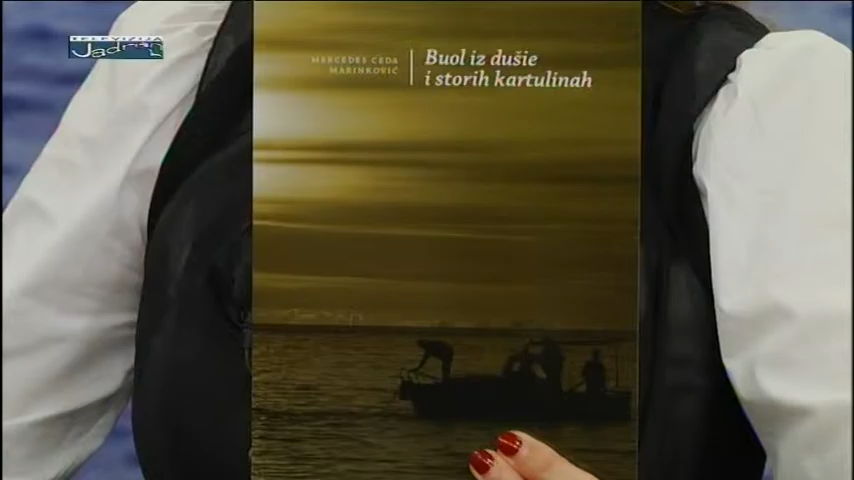 TELEVIZIJA
Jadran
MERCEDES CEDA
MARINKOVIĆ
Buol iz dušie
i storih kartulinah